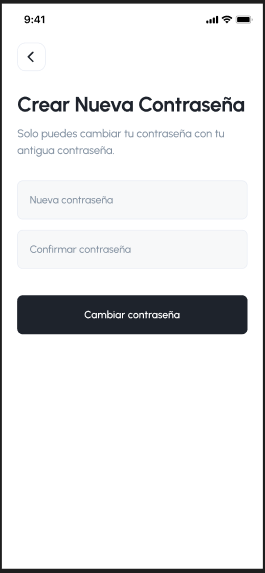 9:41
Crear Nueva Contraseña
Solo puedes cambiar tu contraseña con tu
antigua contraseña.
Nueva contraseña
Confirmar contraseña
Cambiar contraseña